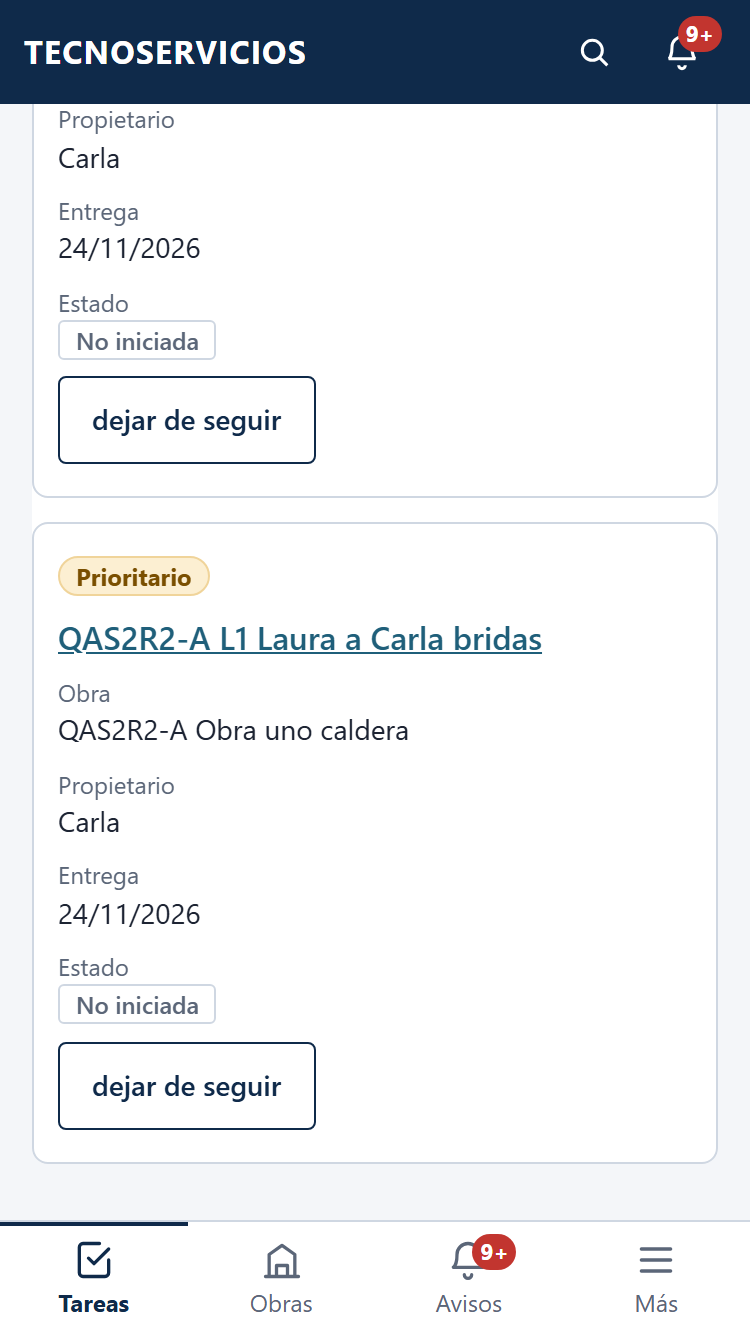 TECNOSERVICIOS
9+
Propietario
Carla
Entrega
24/11/2026
Estado
No iniciada
dejar de seguir
Prioritario
QAS2R2-A L1 Laura a Carla bridas
Obra
QAS2R2-A Obra uno caldera
Propietario
Carla
Entrega
24/11/2026
Estado
No iniciada
dejar de seguir
9+
Tareas
Obras
Avisos
Más